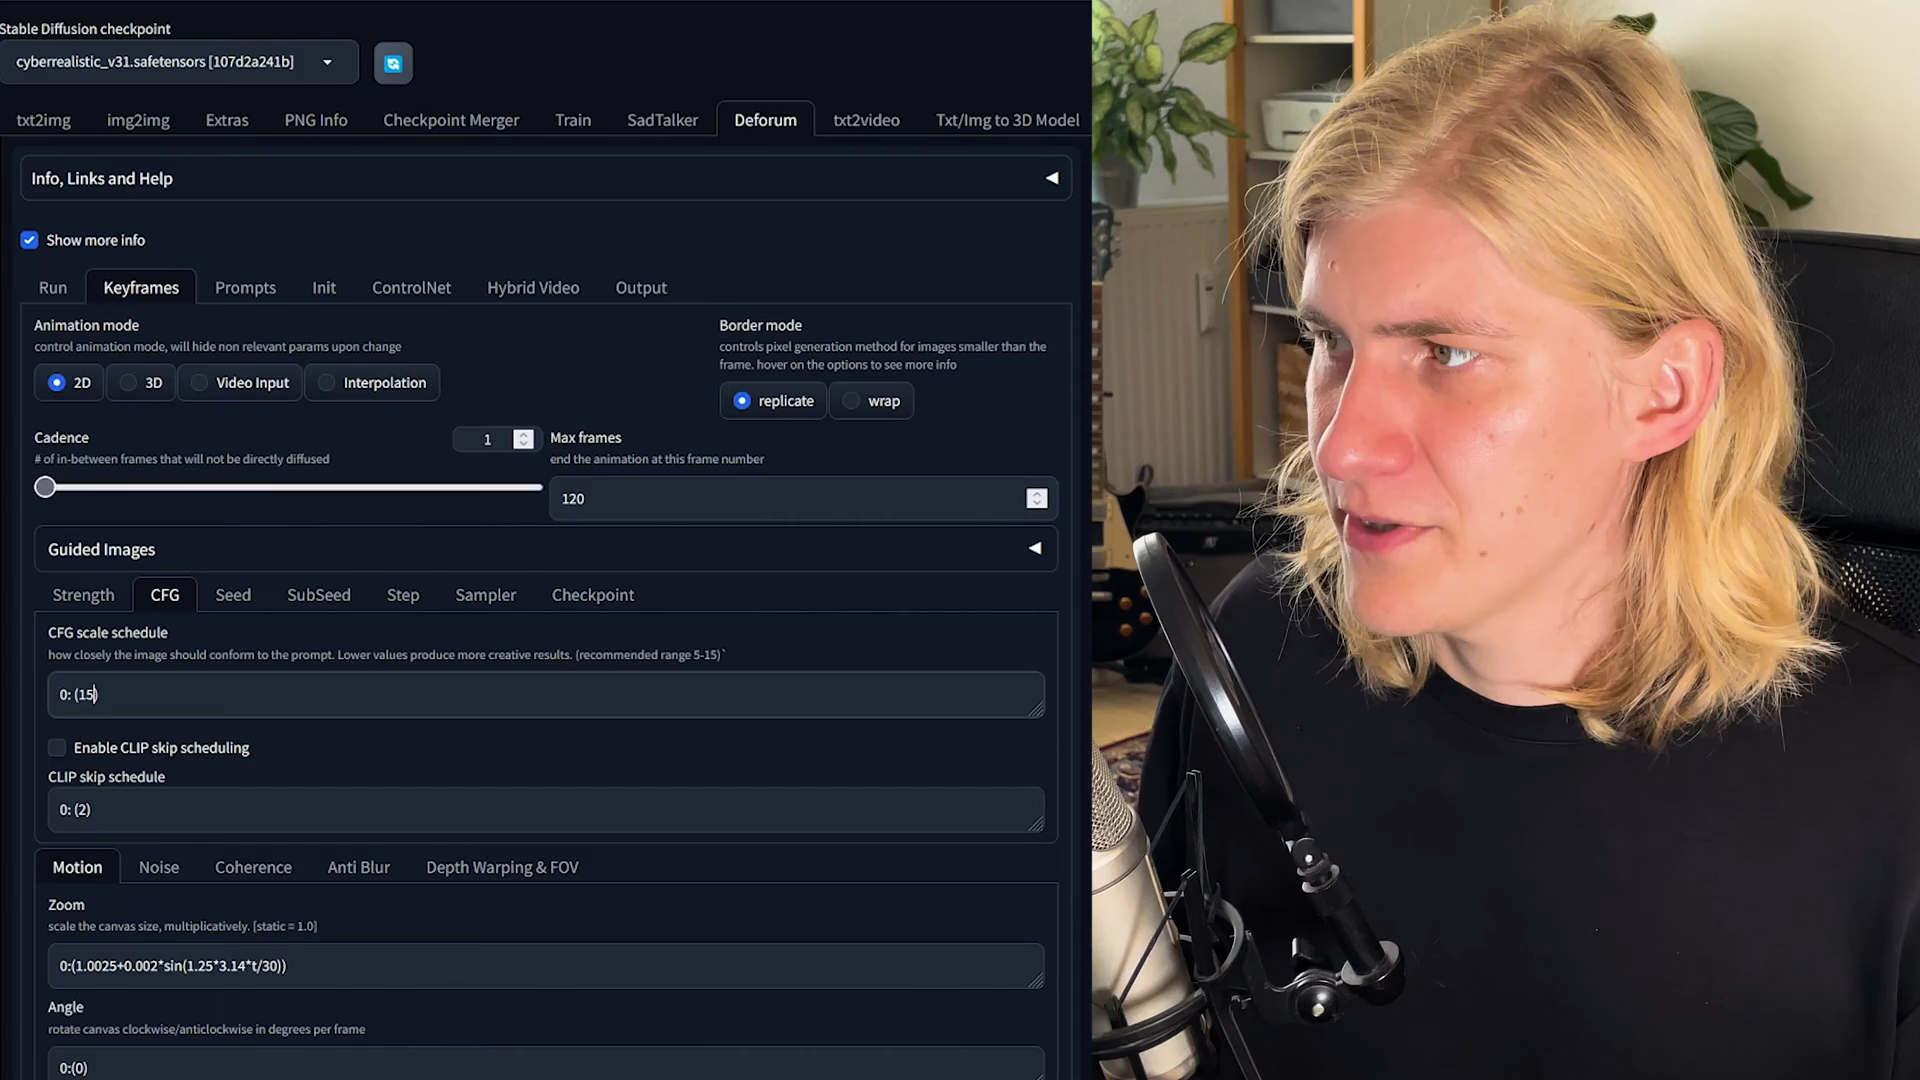 Stable Diffusion checkpoint
cyberrealistic_v31.safetensors [107d2a241b]
txt2img img2img Extras PNG Info Checkpoint Merger Train SadTalker Deforum txt2video Txt/Img to 3D Model
Info, Links and Help
Show more info
Run Keyframes Prompts Init ControlNet Hybrid Video Output
Animation mode
control animation mode, will hide non relevant params upon change
2D 3D Video Input Interpolation
Border mode
controls pixel generation method for images smaller than the
frame. hover on the options to see more info
replicate wrap
Cadence 1
# of in-between frames that will not be directly diffused
Max frames
end the animation at this frame number
120
Guided Images
Strength CFG Seed SubSeed Step Sampler Checkpoint
CFG scale schedule
how closely the image should conform to the prompt. Lower values produce more creative results. (recommended range 5-15)`
0: (15)
Enable CLIP skip scheduling
CLIP skip schedule
0: (2)
Motion Noise Coherence Anti Blur Depth Warping & FOV
Zoom
scale the canvas size, multiplicatively. [static = 1.0]
0:(1.0025+0.002*sin(1.25*3.14*t/30))
Angle
rotate canvas clockwise/anticlockwise in degrees per frame
0:(0)